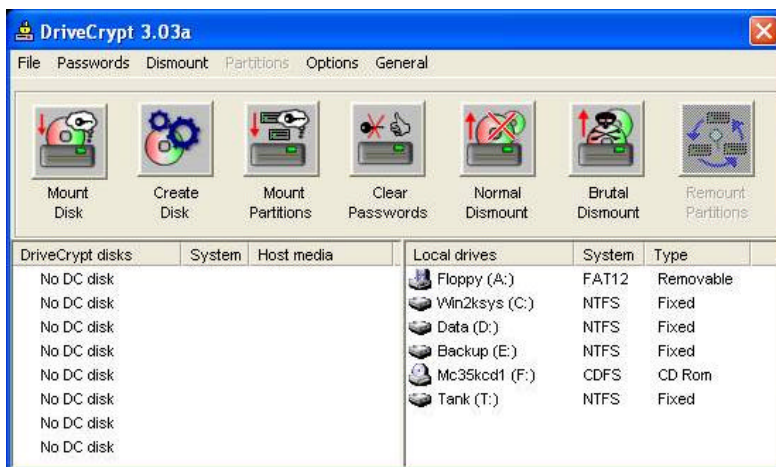 DriveCrypt 3.03a
File Passwords Dismount Partitions Options General
Mount Disk
Create Disk
Mount Partitions
Clear Passwords
Normal Dismount
Brutal Dismount
Remount Partitions
DriveCrypt disks System Host media
No DC disk
No DC disk
No DC disk
No DC disk
No DC disk
No DC disk
No DC disk
No DC disk
Local drives System Type
Floppy (A:) FAT12 Removable
Win2ksys (C:) NTFS Fixed
Data (D:) NTFS Fixed
Backup (E:) NTFS Fixed
Mc35kcd1 (F:) CDFS CD Rom
Tank (T:) NTFS Fixed